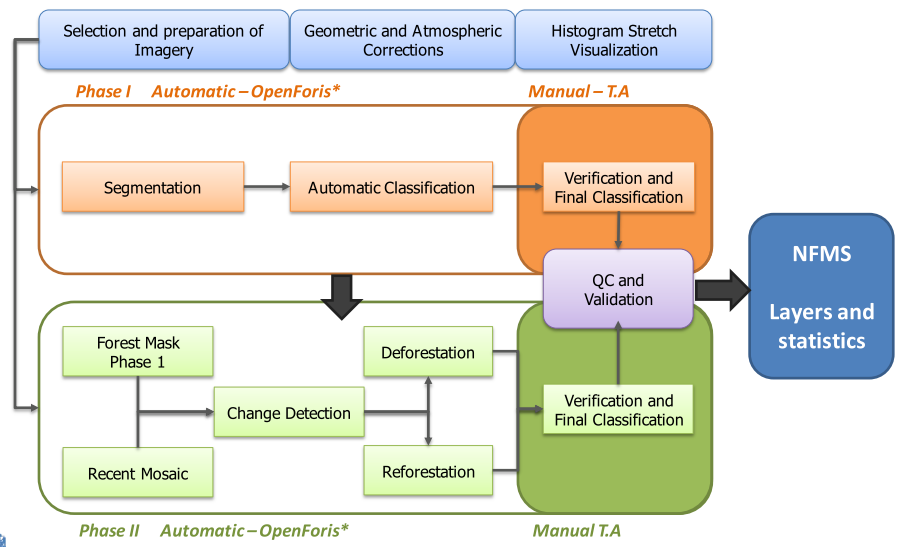 Selection and preparation of
Imagery
Geometric and Atmospheric
Corrections
Histogram Stretch
Visualization
Phase I Automatic – OpenForis*
Manual – T.A
Segmentation
Automatic Classification
Verification and
Final Classification
QC and
Validation
NFMS
Layers and
statistics
Forest Mask
Phase 1
Deforestation
Change Detection
Verification and
Final Classification
Recent Mosaic
Reforestation
Phase II Automatic – OpenForis*
Manual T.A